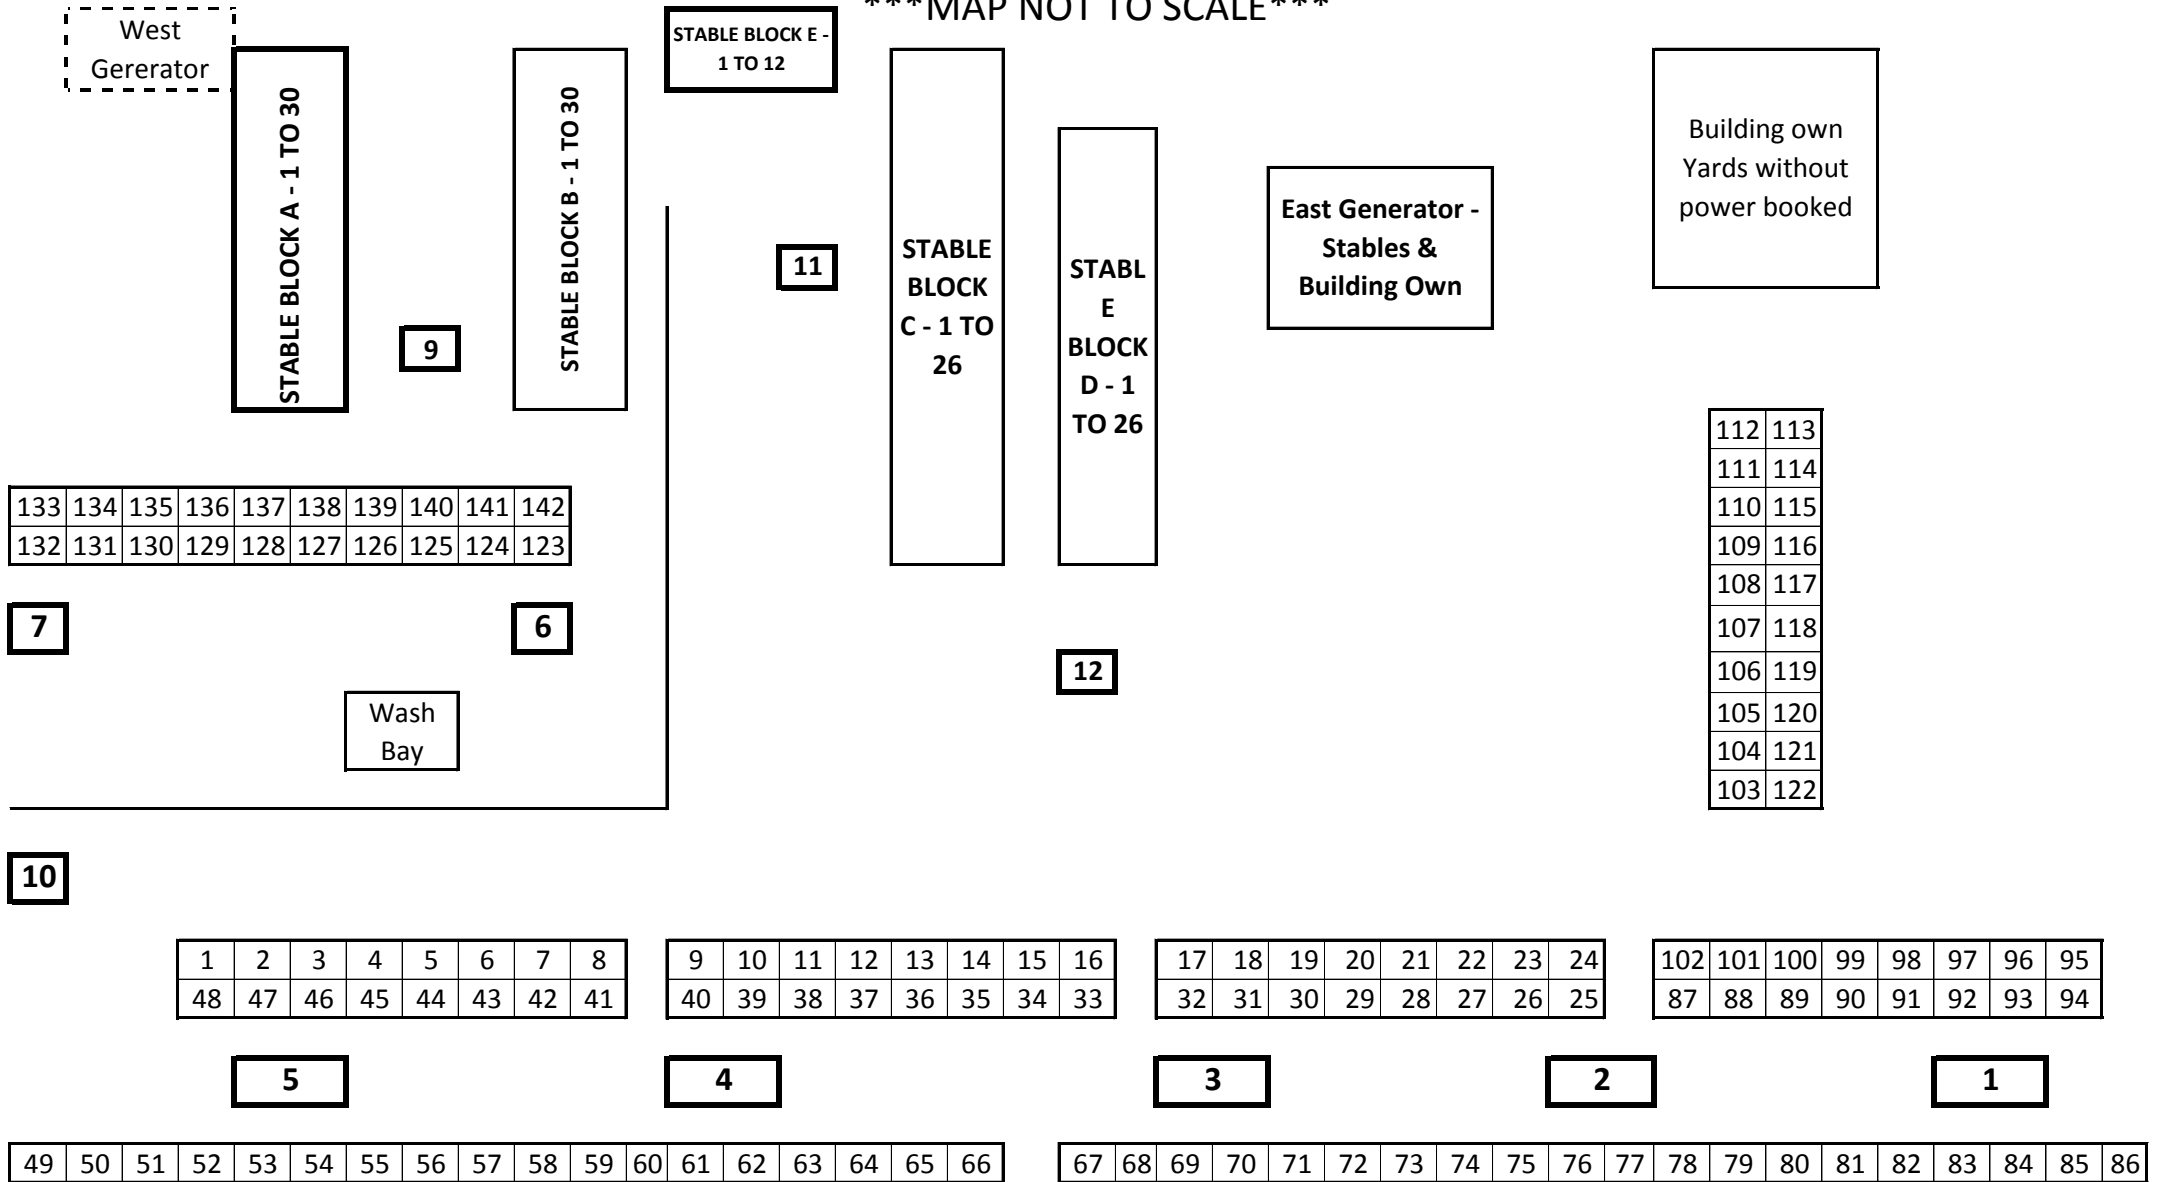 ***MAP NOT TO SCALE***
West
Gererator
STABLE BLOCK A - 1 TO 30
STABLE BLOCK B - 1 TO 30
STABLE BLOCK E -
1 TO 12
STABLE
BLOCK
C - 1 TO
26
STABL
E
BLOCK
D - 1
TO 26
East Generator -
Stables &
Building Own
Building own
Yards without
power booked
11
9
112 113
111 114
110 115
109 116
108 117
107 118
106 119
105 120
104 121
103 122
133 134 135 136 137 138 139 140 141 142
132 131 130 129 128 127 126 125 124 123
7
6
12
Wash
Bay
10
1 2 3 4 5 6 7 8
48 47 46 45 44 43 42 41
9 10 11 12 13 14 15 16
40 39 38 37 36 35 34 33
17 18 19 20 21 22 23 24
32 31 30 29 28 27 26 25
102 101 100 99 98 97 96 95
87 88 89 90 91 92 93 94
5
4
3
2
1
49 50 51 52 53 54 55 56 57 58 59 60 61 62 63 64 65 66
67 68 69 70 71 72 73 74 75 76 77 78 79 80 81 82 83 84 85 86